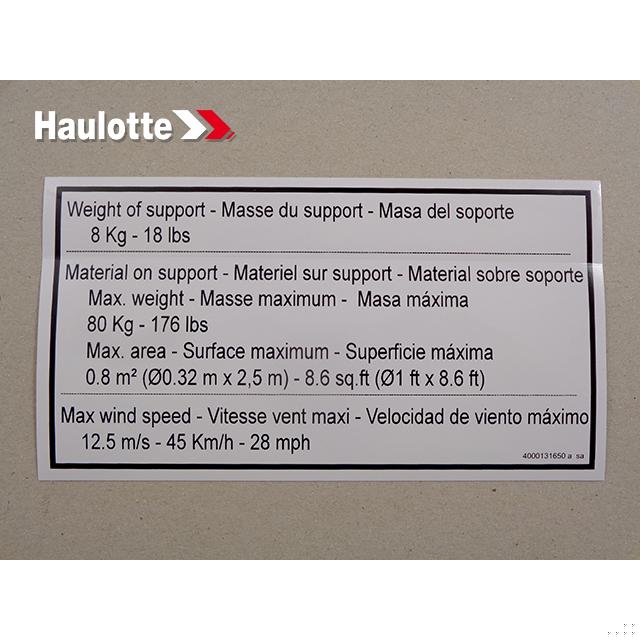 Haulotte
Weight of support - Masse du support - Masa del soporte
8 Kg - 18 lbs
Material on support - Materiel sur support - Material sobre soporte
Max. weight - Masse maximum - Masa máxima
80 Kg - 176 lbs
Max. area - Surface maximum - Superficie máxima
0.8 m² (Ø0.32 m x 2,5 m) - 8.6 sq.ft (Ø1 ft x 8.6 ft)
Max wind speed - Vitesse vent maxi - Velocidad de viento máximo
12.5 m/s - 45 Km/h - 28 mph
4000131650 a sa